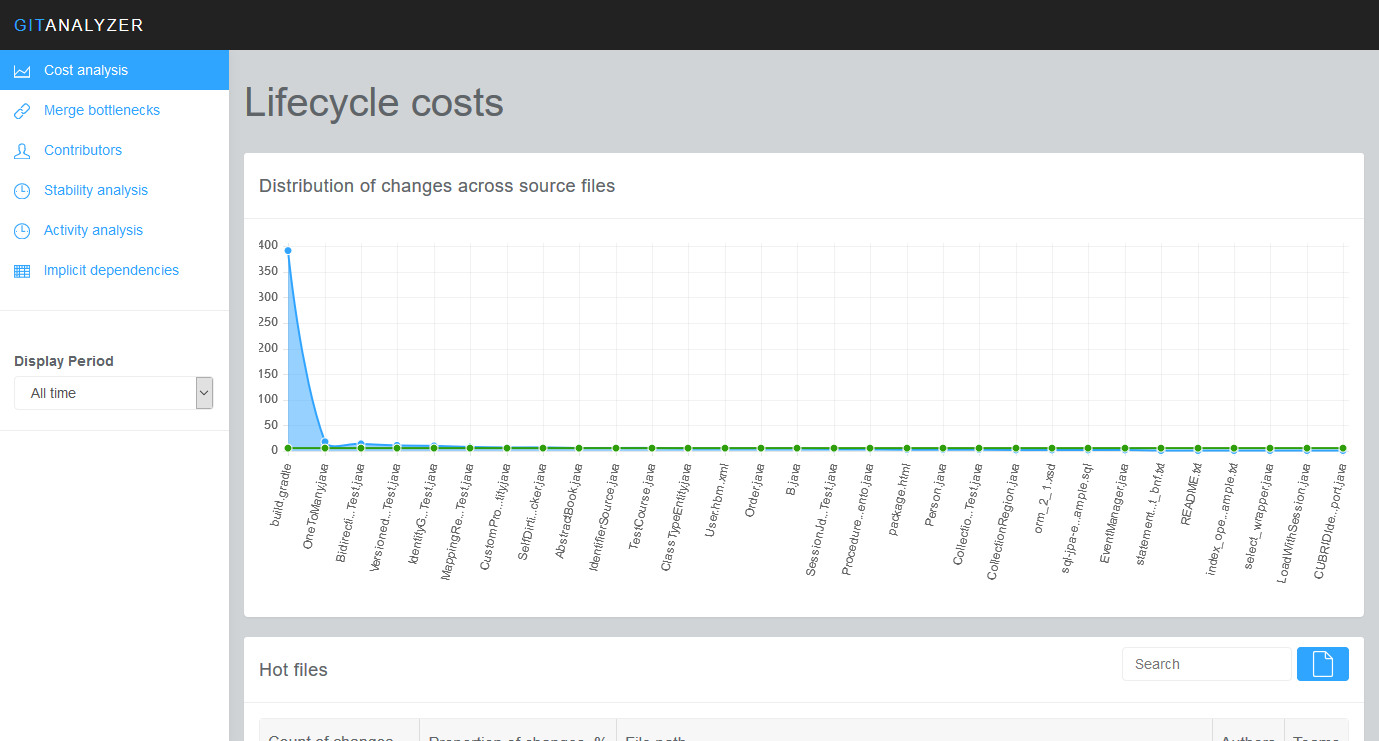 GITANALYZER
Cost analysis
Merge bottlenecks
Contributors
Stability analysis
Activity analysis
Implicit dependencies
Display Period
All time
Lifecycle costs
Distribution of changes across source files
400
350
300
250
200
150
100
50
0
build.gradle
OneToMany.java
Bidirecti...Test.java
Versioned...Test.java
IdentityG...Test.java
MappingRe...Test.java
CustomPro...tity.java
SelfDirti...cker.java
AbstractBook.java
IdentifierSource.java
TestCourse.java
ClassTypeEntity.java
User.hbm.xml
Order.java
B.java
SessionJd...Test.java
Procedure...ento.java
package.html
Person.java
Collectio...Test.java
CollectionRegion.java
orm_2_1.xsd
sql-jpa-e...ample.sql
EventManager.java
statement...t_bnf.txt
README.txt
index_ope...ample.txt
select_wrapper.java
LoadWithSession.java
CUBRIDIde...port.java
Hot files
Search
Count of changes
Proportion of changes, %
File path
Authors
Teams